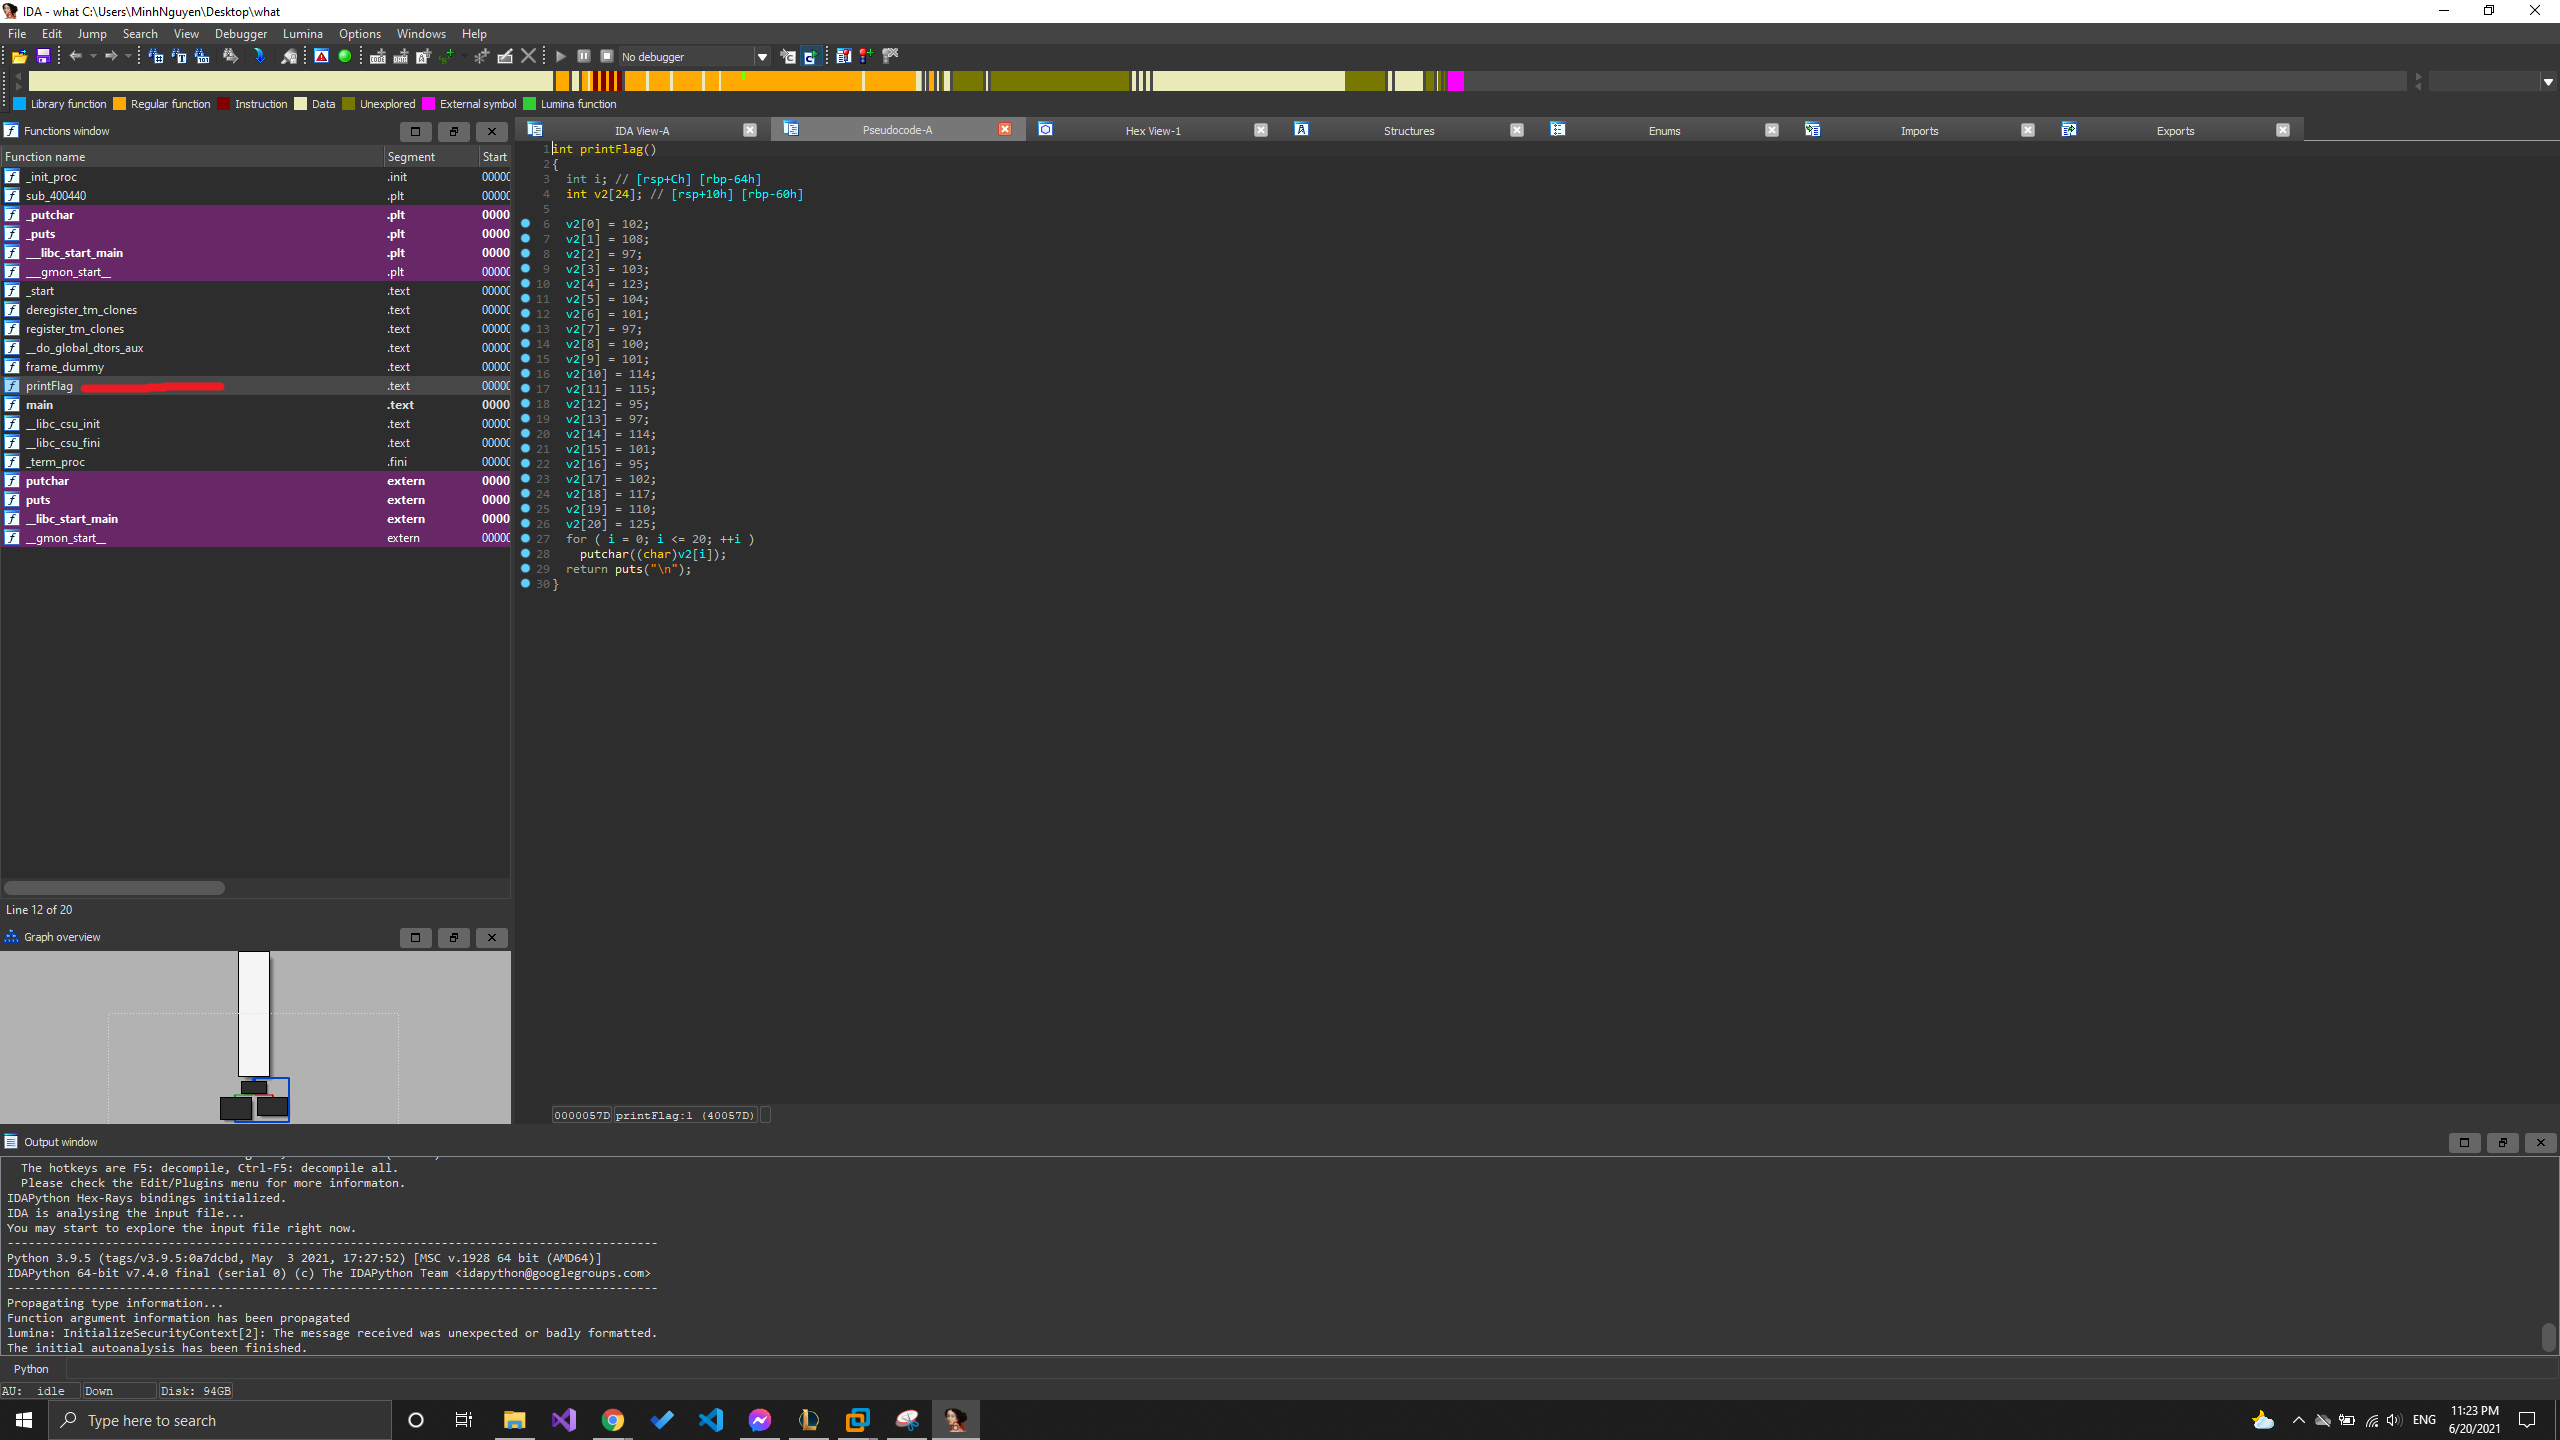 IDA - what C:\Users\MinhNguyen\Desktop\what
File Edit Jump Search View Debugger Lumina Options Windows Help
No debugger
Library function Regular function Instruction Data Unexplored External symbol Lumina function
Functions window
Function name Segment Start
_init_proc .init 00000
sub_400440 .plt 00000
_putchar .plt 0000
_puts .plt 0000
___libc_start_main .plt 0000
___gmon_start__ .plt 00000
_start .text 00000
deregister_tm_clones .text 00000
register_tm_clones .text 00000
__do_global_dtors_aux .text 00000
frame_dummy .text 00000
printFlag .text 00000
main .text 0000
__libc_csu_init .text 00000
__libc_csu_fini .text 00000
_term_proc .fini 00000
putchar extern 0000
puts extern 0000
__libc_start_main extern 0000
__gmon_start__ extern 00000
Line 12 of 20
Graph overview
IDA View-A Pseudocode-A Hex View-1 Structures Enums Imports Exports
1 int printFlag()
2 {
3 int i; // [rsp+Ch] [rbp-64h]
4 int v2[24]; // [rsp+10h] [rbp-60h]
5
6 v2[0] = 102;
7 v2[1] = 108;
8 v2[2] = 97;
9 v2[3] = 103;
10 v2[4] = 123;
11 v2[5] = 104;
12 v2[6] = 101;
13 v2[7] = 97;
14 v2[8] = 100;
15 v2[9] = 101;
16 v2[10] = 114;
17 v2[11] = 115;
18 v2[12] = 95;
19 v2[13] = 97;
20 v2[14] = 114;
21 v2[15] = 101;
22 v2[16] = 95;
23 v2[17] = 102;
24 v2[18] = 117;
25 v2[19] = 110;
26 v2[20] = 125;
27 for ( i = 0; i <= 20; ++i )
28 putchar((char)v2[i]);
29 return puts("\n");
30 }
0000057D printFlag:1 (40057D)
Output window
The hotkeys are F5: decompile, Ctrl-F5: decompile all.
Please check the Edit/Plugins menu for more informaton.
IDAPython Hex-Rays bindings initialized.
IDA is analysing the input file...
You may start to explore the input file right now.
---------------------------------------------------------------------------------------------
Python 3.9.5 (tags/v3.9.5:0a7dcbd, May  3 2021, 17:27:52) [MSC v.1928 64 bit (AMD64)]
IDAPython 64-bit v7.4.0 final (serial 0) (c) The IDAPython Team <idapython@googlegroups.com>
---------------------------------------------------------------------------------------------
Propagating type information...
Function argument information has been propagated
lumina: InitializeSecurityContext[2]: The message received was unexpected or badly formatted.
The initial autoanalysis has been finished.
Python
AU: idle Down Disk: 94GB
Type here to search
ENG
11:23 PM
6/20/2021